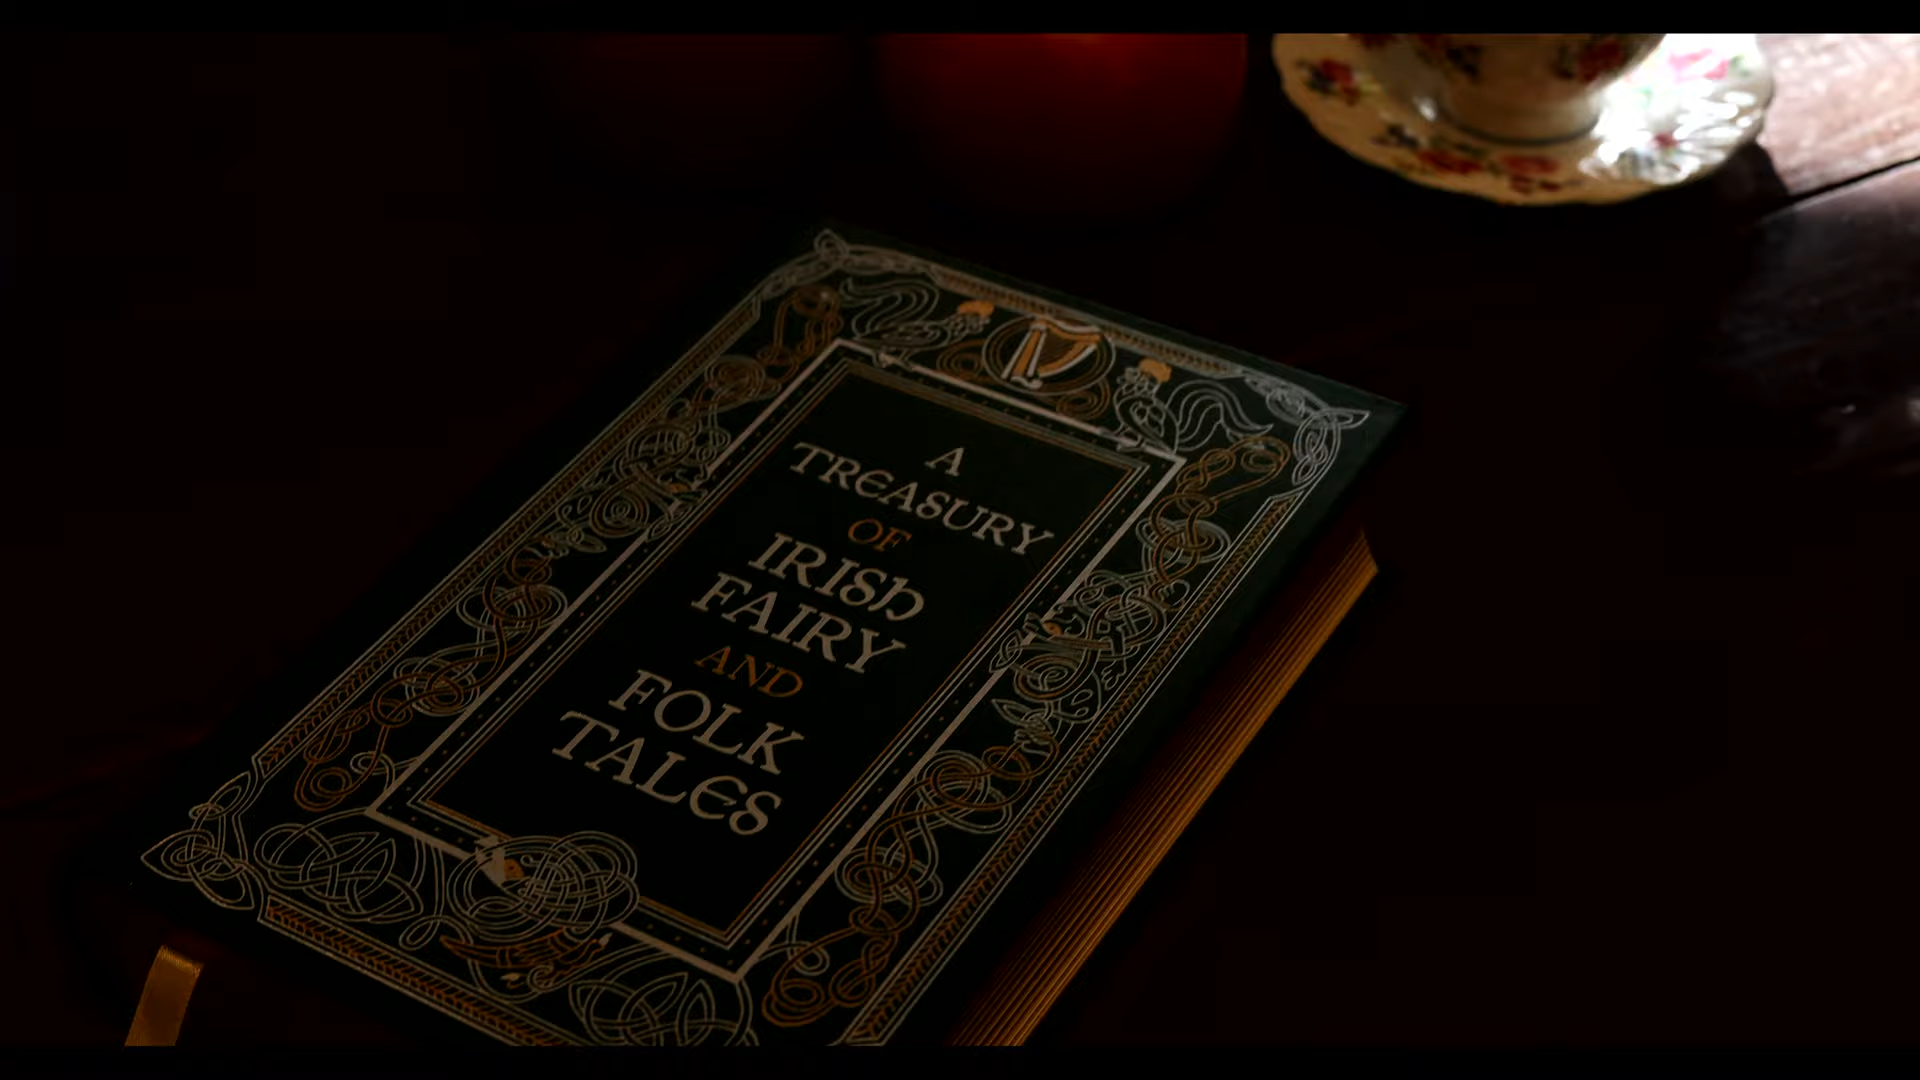 A
TREASURY
OF
IRISH
FAIRY
AND
FOLK
TALES